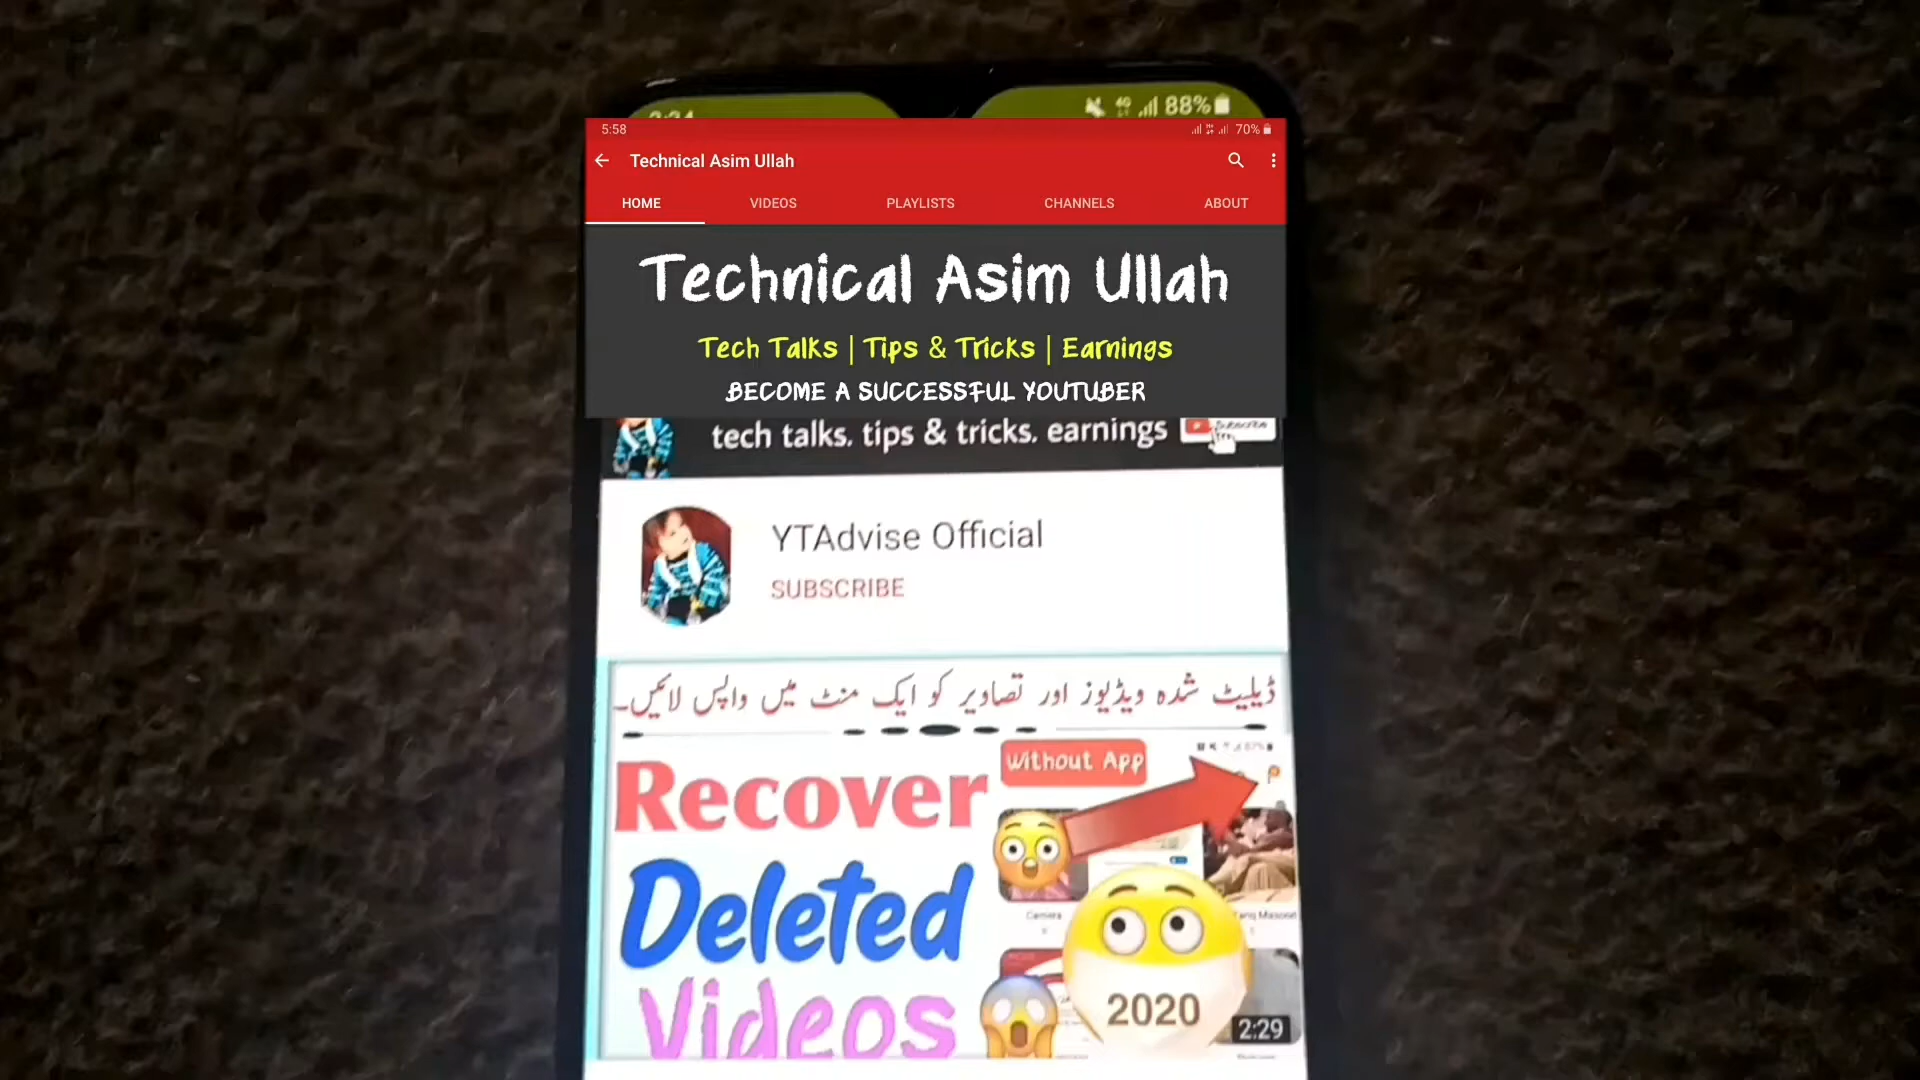 88%
5:58
70%
Technical Asim Ullah
HOME VIDEOS PLAYLISTS CHANNELS ABOUT
Technical Asim Ullah
Tech Talks | Tips & Tricks | Earnings
BECOME A SUCCESSFUL YOUTUBER
tech talks. tips & tricks. earnings
Subscribe
YTAdvise Official
SUBSCRIBE
ڈیلیٹ شدہ ویڈیوز اور تصاویر کو ایک منٹ میں واپس لائیں۔
Without App
Recover
Deleted
Videos
Camera
2020
2:29